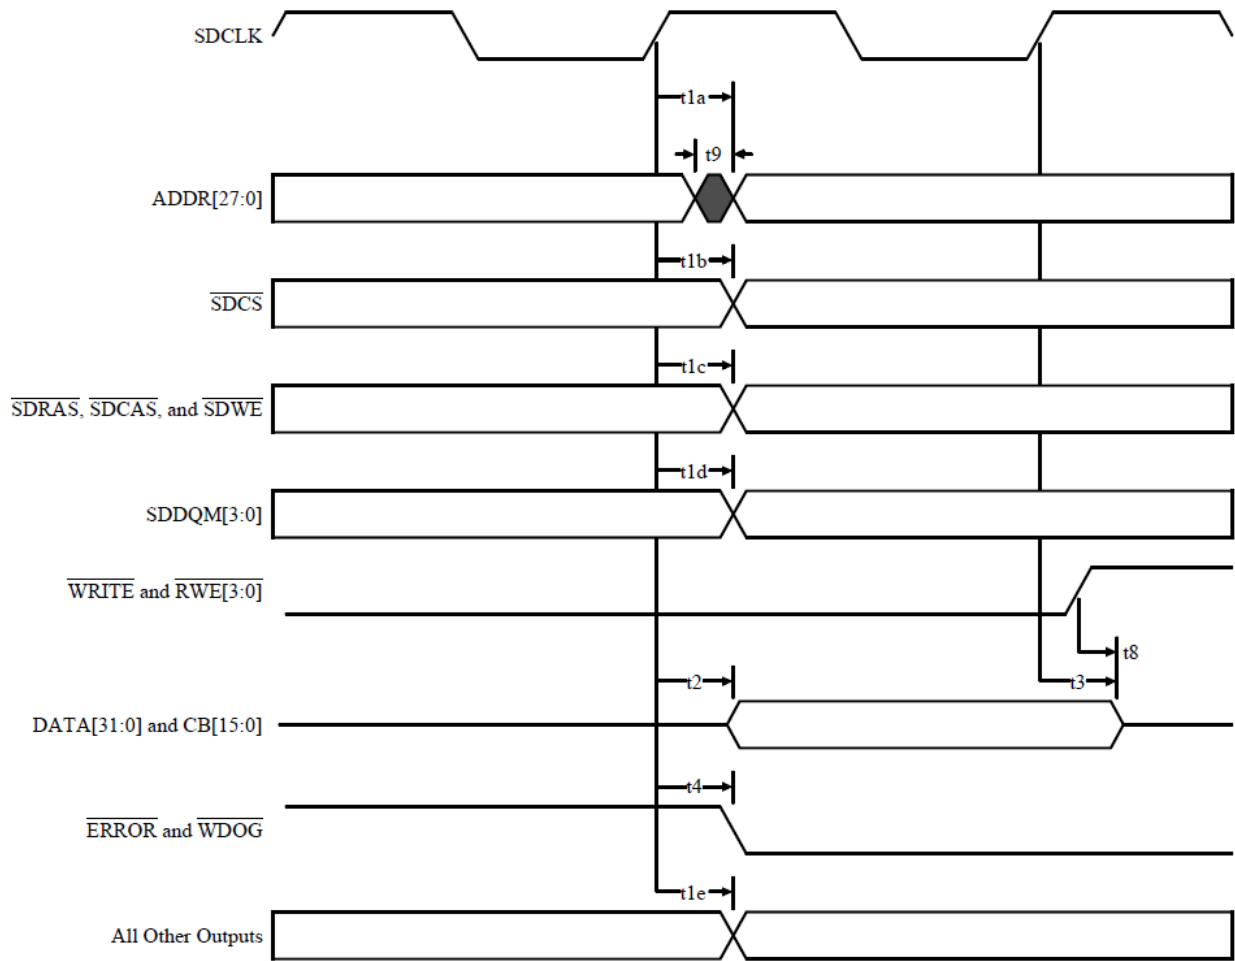 SDCLK
t1a
t9
ADDR[27:0]
t1b
SDCS
t1c
SDRAS, SDCAS, and SDWE
t1d
SDDQM[3:0]
WRITE and RWE[3:0]
t8
t2
t3
DATA[31:0] and CB[15:0]
t4
ERROR and WDOG
t1e
All Other Outputs